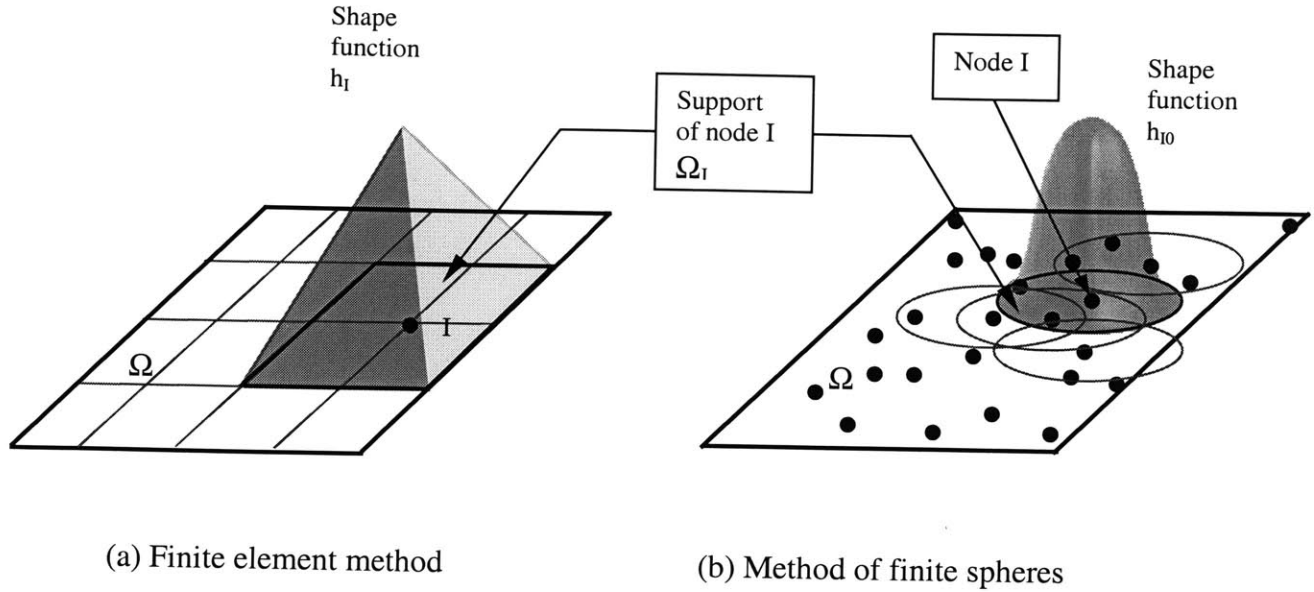 Shape
function
h_I
Support
of node I
Ω_I
Node I
Shape
function
h_I0
I
Ω
Ω
(a) Finite element method
(b) Method of finite spheres